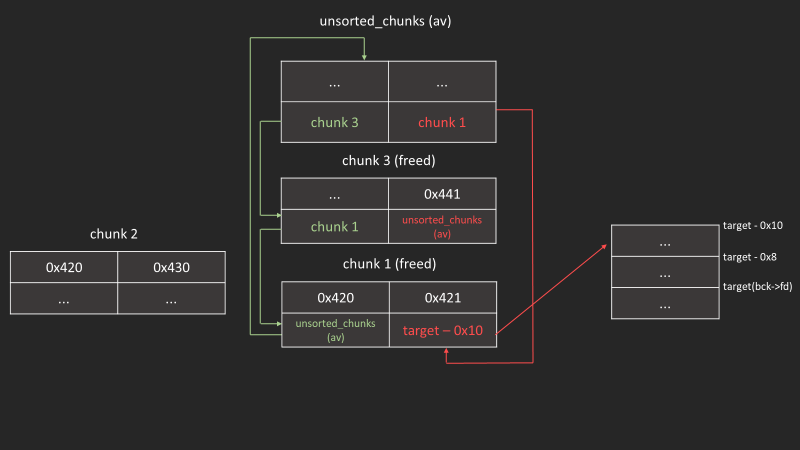 unsorted_chunks (av)
... ...
chunk 3 chunk 1
chunk 3 (freed)
... 0x441
chunk 1 unsorted_chunks
(av)
chunk 2
0x420 0x430
... ...
chunk 1 (freed)
0x420 0x421
unsorted_chunks
(av) target – 0x10
target - 0x10
...
target - 0x8
...
target(bck->fd)
...